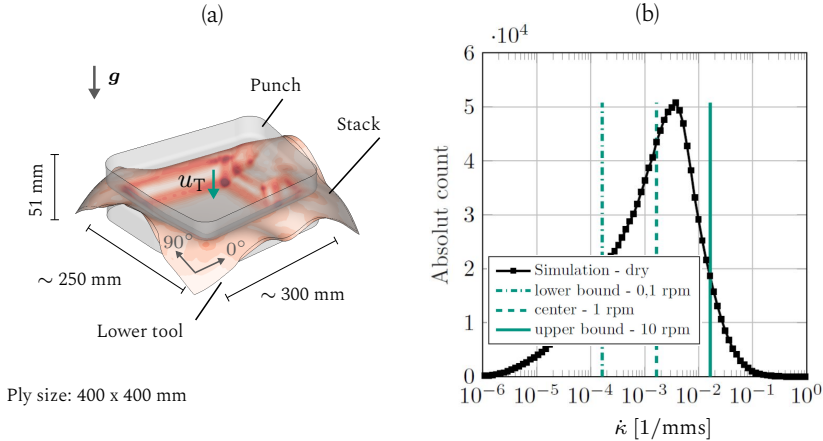 (a)
g
Punch
Stack
u_T
51 mm
90°
0°
~ 250 mm
~ 300 mm
Lower tool
Ply size: 400 x 400 mm
(b)
·10^4
6
5
4
3
2
1
0
Absolut count
Simulation - dry
lower bound - 0,1 rpm
center - 1 rpm
upper bound - 10 rpm
10^−6 10^−5 10^−4 10^−3 10^−2 10^−1 10^0
κ̇ [1/mms]